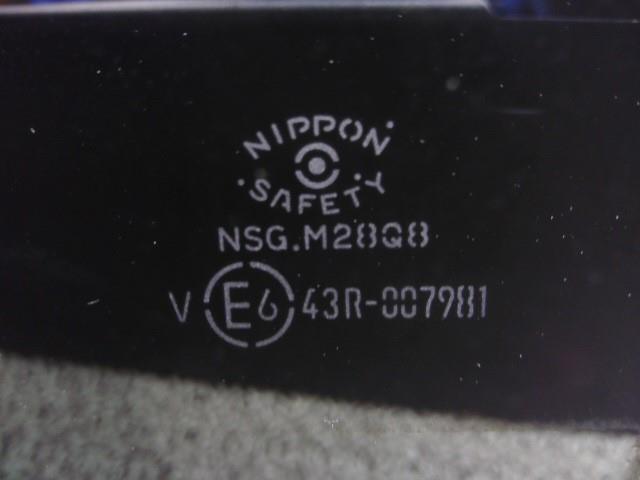 NIPPON
SAFETY
NSG.M28Q8
V E6 43R-007981